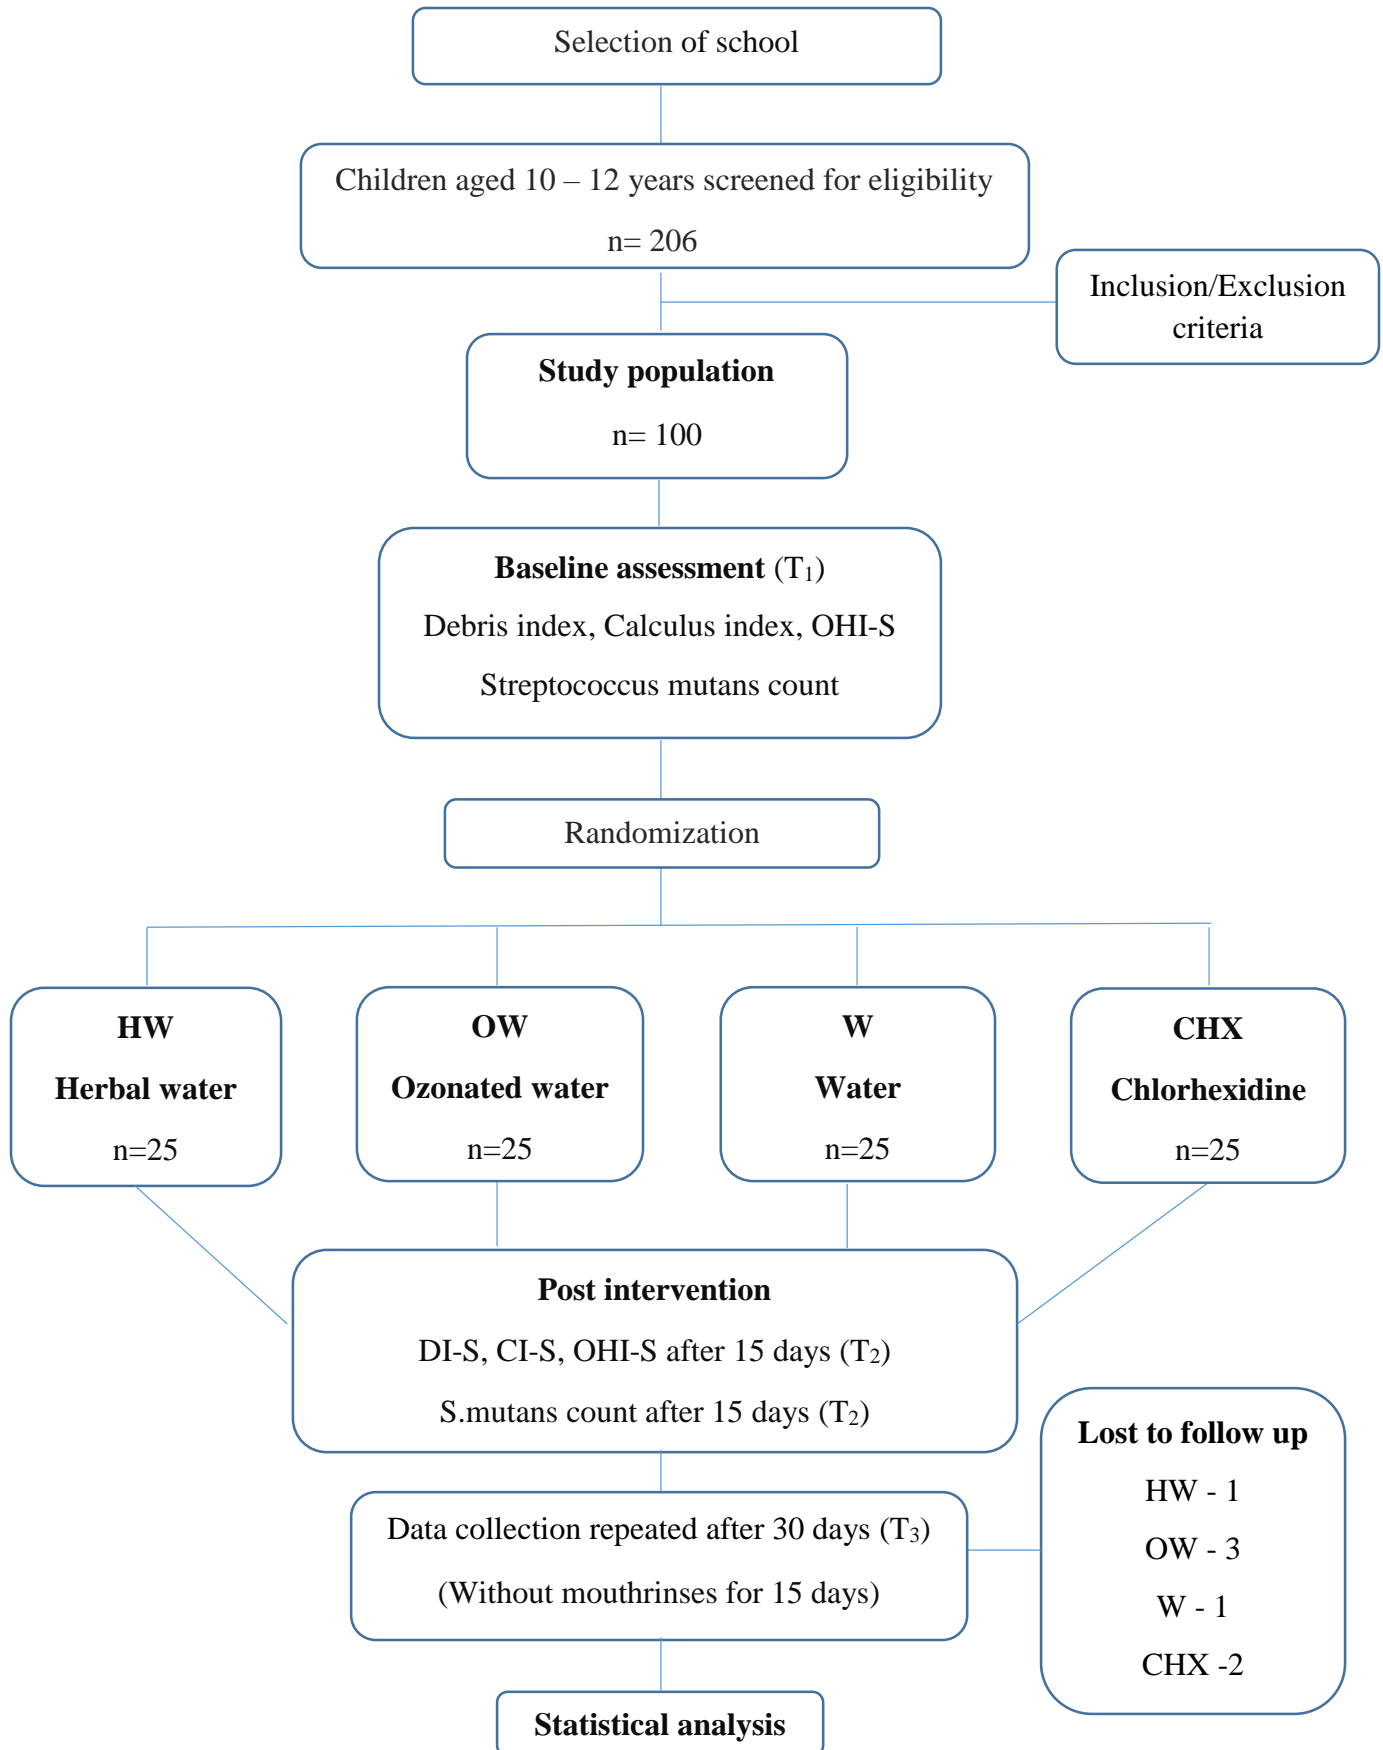 Selection of school
Children aged 10 – 12 years screened for eligibility
n= 206
Inclusion/Exclusion
criteria
Study population
n= 100
Baseline assessment (T₁)
Debris index, Calculus index, OHI-S
Streptococcus mutans count
Randomization
HW
Herbal water
n=25
OW
Ozonated water
n=25
W
Water
n=25
CHX
Chlorhexidine
n=25
Post intervention
DI-S, CI-S, OHI-S after 15 days (T₂)
S.mutans count after 15 days (T₂)
Lost to follow up
HW - 1
OW - 3
W - 1
CHX -2
Data collection repeated after 30 days (T₃)
(Without mouthrinses for 15 days)
Statistical analysis